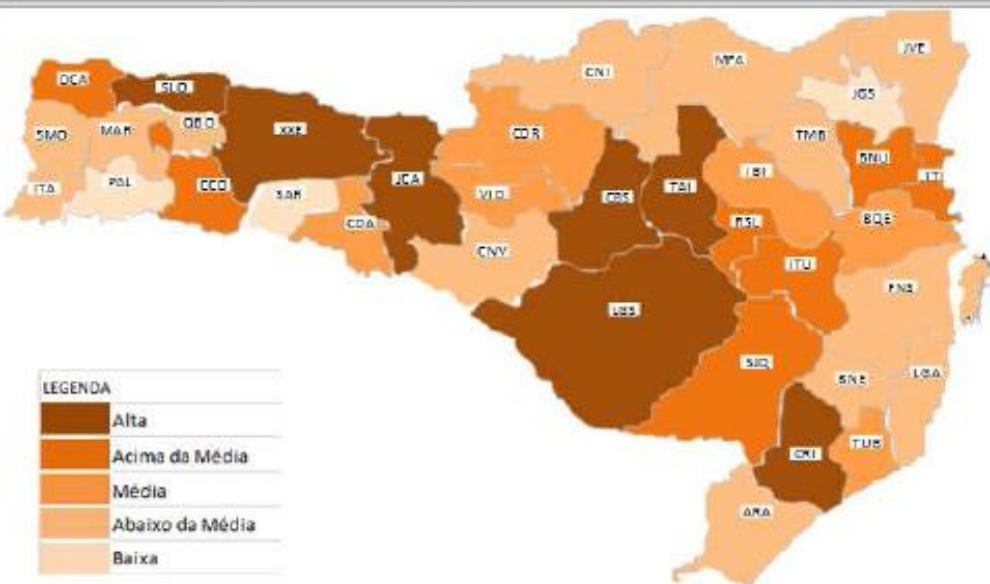 CNI
MFA
JVE
DCA
SLO
JGS
SMO
MAR
XXE
CDR
TMB
BNU
ITJ
ITA
PAL
CCO
SAR
JCA
VID
CBS
TAI
IBI
RSL
BQE
CDA
CNV
ITU
FNS
LGS
SJQ
BNE
LGA
LEGENDA
Alta
Acima da Média
CRI
TUB
Média
ARA
Abaixo da Média
Baixa